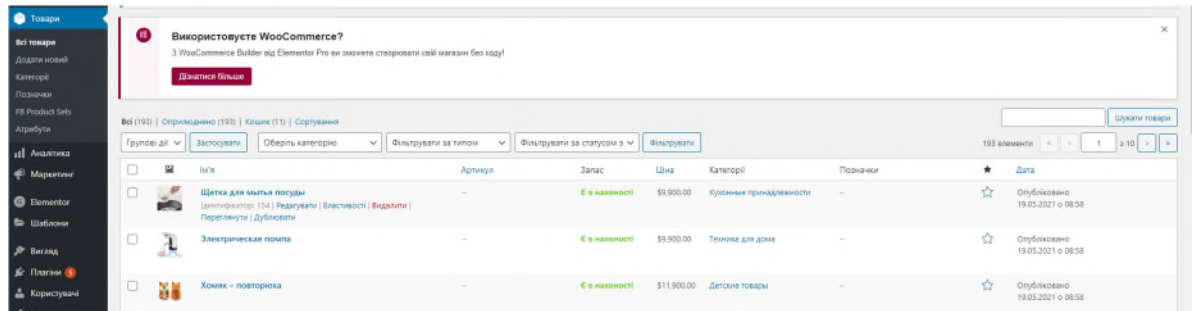 Товари
Всі товари
Додати новий
Категорії
Позначки
FB Product Sets
Атрибути
Аналітика
Маркетинг
Elementor
Шаблони
Вигляд
Плагіни 5
Користувачі
Використовуєте WooCommerce?
З WooCommerce Builder від Elementor Pro ви зможете створювати свій магазин без коду!
Дізнатися більше
Всі (193) | Оприлюднено (193) | Кошик (11) | Сортування
Шукати товари
Групові дії Застосувати Оберіть категорію Фільтрувати за типом Фільтрувати за статусом з Фільтрувати 193 елементи « ‹ 1 з 10 › »
Ім'я Артикул Запас Ціна Категорії Позначки ★ Дата
Щетка для мытья посуды – Є в наявності $9,900.00 Кухонные принадлежности – Опубліковано
Ідентифікатор: 154 | Редагувати | Властивості | Видалити | 19.05.2021 о 08:58
Переглянути | Дублювати
Электрическая помпа – Є в наявності $9,900.00 Техника для дома – Опубліковано
19.05.2021 о 08:58
Хомяк – повторюка – Є в наявності $11,900.00 Детские товары – Опубліковано
19.05.2021 о 08:58